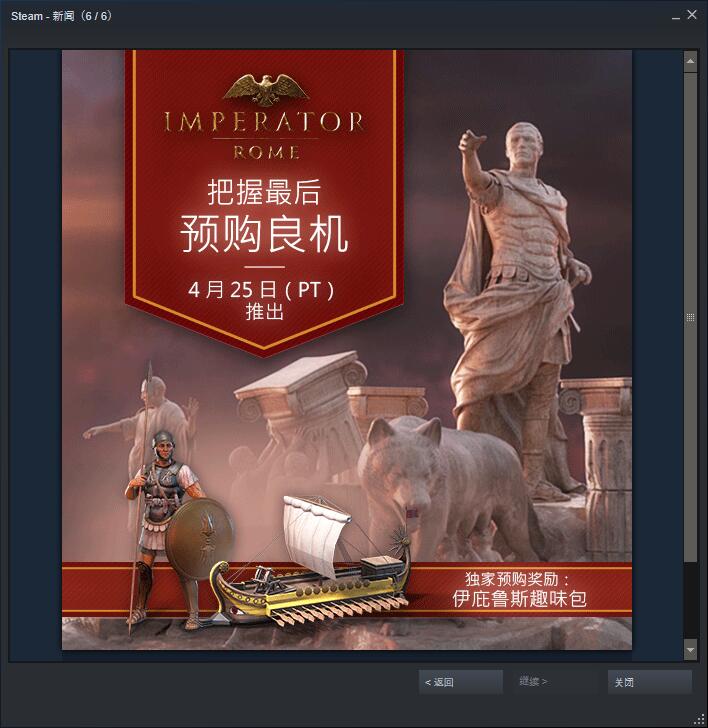 Steam - 新闻（6 / 6）
IMPERATOR
ROME
把握最后
预购良机
4 月 25 日 ( PT )
推出
独家预购奖励：
伊庇鲁斯趣味包
< 返回
继续 >
关闭